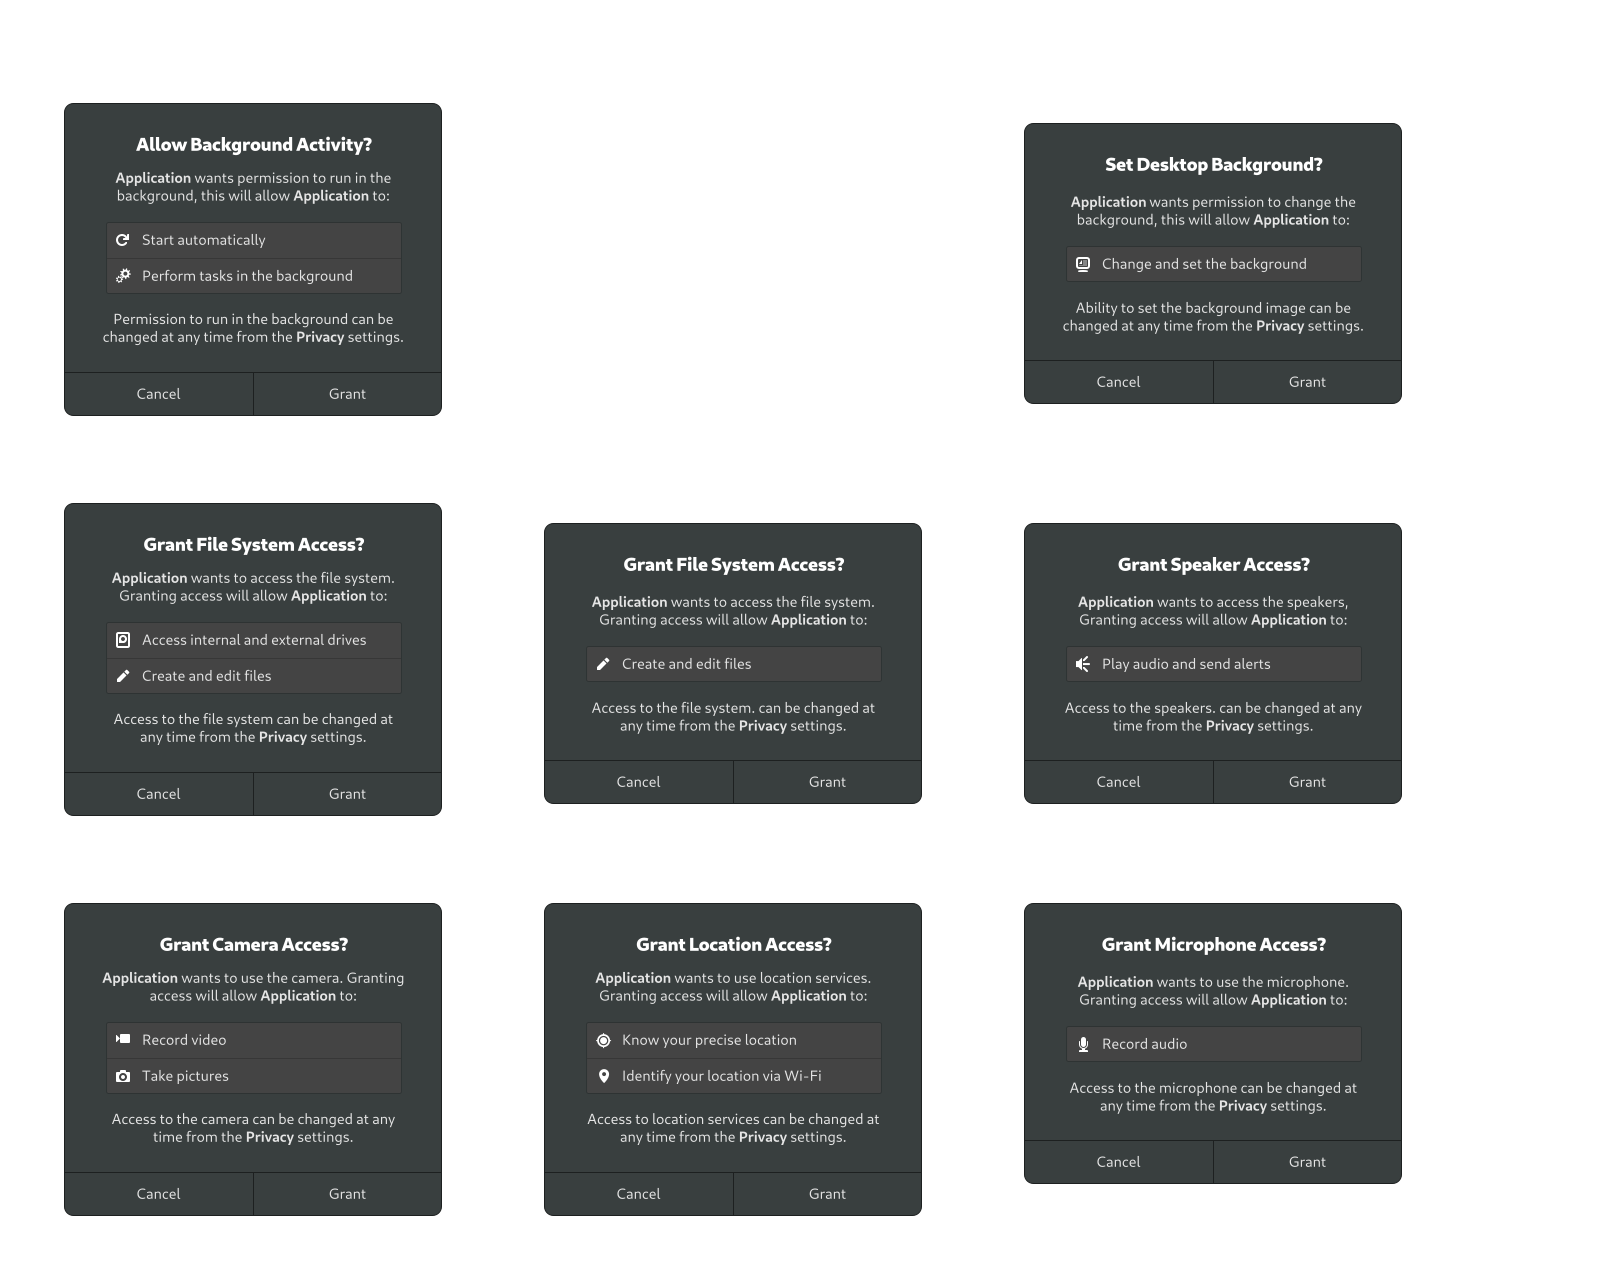 Allow Background Activity?
Application wants permission to run in the
background, this will allow Application to:
Start automatically
Perform tasks in the background
Permission to run in the background can be
changed at any time from the Privacy settings.
Cancel
Grant
Set Desktop Background?
Application wants permission to change the
background, this will allow Application to:
Change and set the background
Ability to set the background image can be
changed at any time from the Privacy settings.
Cancel
Grant
Grant File System Access?
Application wants to access the file system.
Granting access will allow Application to:
Access internal and external drives
Create and edit files
Access to the file system can be changed at
any time from the Privacy settings.
Cancel
Grant
Grant File System Access?
Application wants to access the file system.
Granting access will allow Application to:
Create and edit files
Access to the file system. can be changed at
any time from the Privacy settings.
Cancel
Grant
Grant Speaker Access?
Application wants to access the speakers,
Granting access will allow Application to:
Play audio and send alerts
Access to the speakers. can be changed at any
time from the Privacy settings.
Cancel
Grant
Grant Camera Access?
Application wants to use the camera. Granting
access will allow Application to:
Record video
Take pictures
Access to the camera can be changed at any
time from the Privacy settings.
Cancel
Grant
Grant Location Access?
Application wants to use location services.
Granting access will allow Application to:
Know your precise location
Identify your location via Wi-Fi
Access to location services can be changed at
any time from the Privacy settings.
Cancel
Grant
Grant Microphone Access?
Application wants to use the microphone.
Granting access will allow Application to:
Record audio
Access to the microphone can be changed at
any time from the Privacy settings.
Cancel
Grant